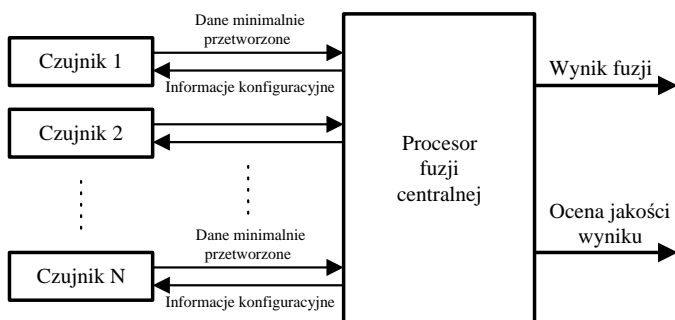 Dane minimalnie
przetworzone
Czujnik 1
Informacje konfiguracyjne
Wynik fuzji
Czujnik 2
Procesor
fuzji
centralnej
Ocena jakości
wyniku
Dane minimalnie
przetworzone
Czujnik N
Informacje konfiguracyjne